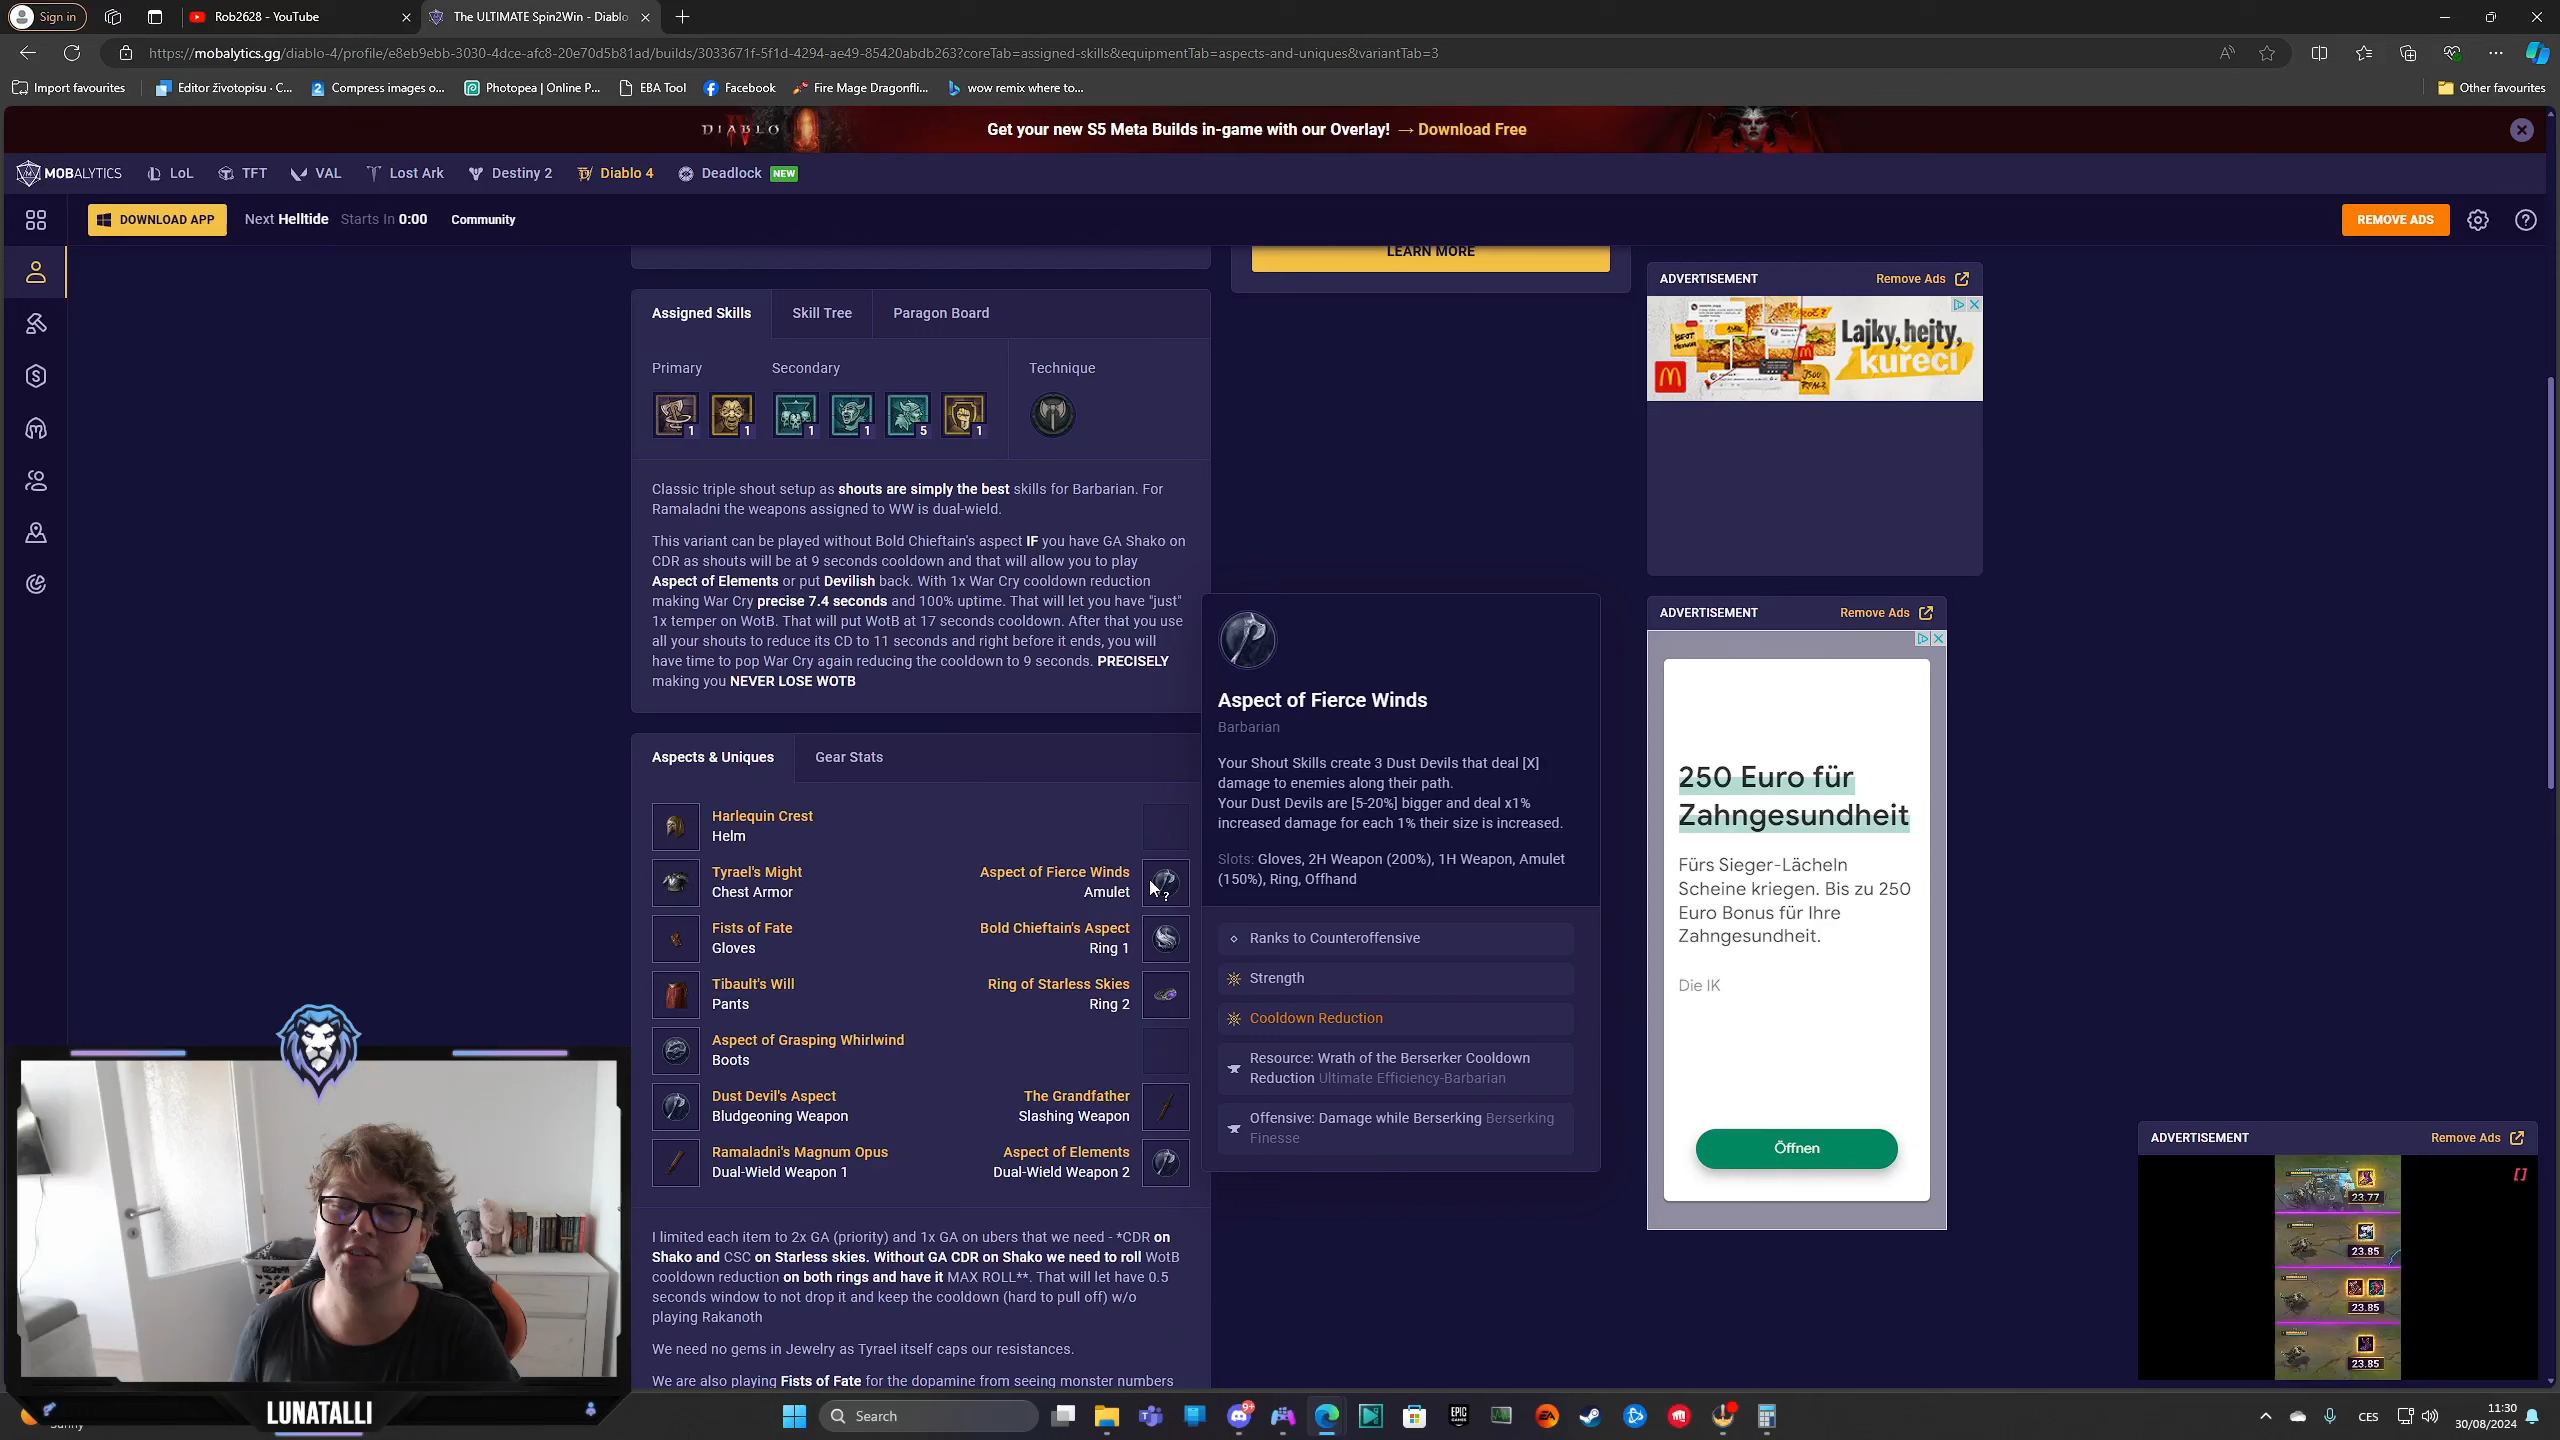 Sign in
Rob2628 - YouTube
The ULTIMATE Spin2Win - Diablo
https://mobalytics.gg/diablo-4/profile/e8eb9ebb-3030-4dce-afc8-20e70d5b81ad/builds/3033671f-5f1d-4294-ae49-85420abdb263?coreTab=assigned-skills&equipmentTab=aspects-and-uniques&variantTab=3
Import favourites
Editor životopisu · C...
Compress images o...
Photopea | Online P...
EBA Tool
Facebook
Fire Mage Dragonfli...
wow remix where to...
Other favourites
DIABLO
Get your new S5 Meta Builds in-game with our Overlay! → Download Free
MOBALYTICS
LoL
TFT
VAL
Lost Ark
Destiny 2
Diablo 4
Deadlock NEW
DOWNLOAD APP
Next Helltide Starts In 0:00
Community
REMOVE ADS
LEARN MORE
Assigned Skills
Skill Tree
Paragon Board
Primary
Secondary
Technique
1 1 1 1 5 1
Classic triple shout setup as shouts are simply the best skills for Barbarian. For
Ramaladni the weapons assigned to WW is dual-wield.
This variant can be played without Bold Chieftain's aspect IF you have GA Shako on
CDR as shouts will be at 9 seconds cooldown and that will allow you to play
Aspect of Elements or put Devilish back. With 1x War Cry cooldown reduction
making War Cry precise 7.4 seconds and 100% uptime. That will let you have "just"
1x temper on WotB. That will put WotB at 17 seconds cooldown. After that you use
all your shouts to reduce its CD to 11 seconds and right before it ends, you will
have time to pop War Cry again reducing the cooldown to 9 seconds. PRECISELY
making you NEVER LOSE WOTB
Aspects & Uniques
Gear Stats
Harlequin Crest
Helm
Tyrael's Might
Chest Armor
Aspect of Fierce Winds
Amulet
Fists of Fate
Gloves
Bold Chieftain's Aspect
Ring 1
Tibault's Will
Pants
Ring of Starless Skies
Ring 2
Aspect of Grasping Whirlwind
Boots
Dust Devil's Aspect
Bludgeoning Weapon
The Grandfather
Slashing Weapon
Ramaladni's Magnum Opus
Dual-Wield Weapon 1
Aspect of Elements
Dual-Wield Weapon 2
I limited each item to 2x GA (priority) and 1x GA on ubers that we need - *CDR on
Shako and CSC on Starless skies. Without GA CDR on Shako we need to roll WotB
cooldown reduction on both rings and have it MAX ROLL**. That will let have 0.5
seconds window to not drop it and keep the cooldown (hard to pull off) w/o
playing Rakanoth
We need no gems in Jewelry as Tyrael itself caps our resistances.
We are also playing Fists of Fate for the dopamine from seeing monster numbers
Aspect of Fierce Winds
Barbarian
Your Shout Skills create 3 Dust Devils that deal [X]
damage to enemies along their path.
Your Dust Devils are [5-20%] bigger and deal x1%
increased damage for each 1% their size is increased.
Slots: Gloves, 2H Weapon (200%), 1H Weapon, Amulet
(150%), Ring, Offhand
Ranks to Counteroffensive
Strength
Cooldown Reduction
Resource: Wrath of the Berserker Cooldown
Reduction Ultimate Efficiency-Barbarian
Offensive: Damage while Berserking Berserking
Finesse
ADVERTISEMENT
Remove Ads
Lajky, hejty,
kuřecí
ADVERTISEMENT
Remove Ads
250 Euro für
Zahngesundheit
Fürs Sieger-Lächeln
Scheine kriegen. Bis zu 250
Euro Bonus für Ihre
Zahngesundheit.
Die IK
Öffnen
ADVERTISEMENT
Remove Ads
23.77
23.85
23.85
23.85
LUNATALLI
Search
9+
EPIC
EA
CES
11:30
30/08/2024